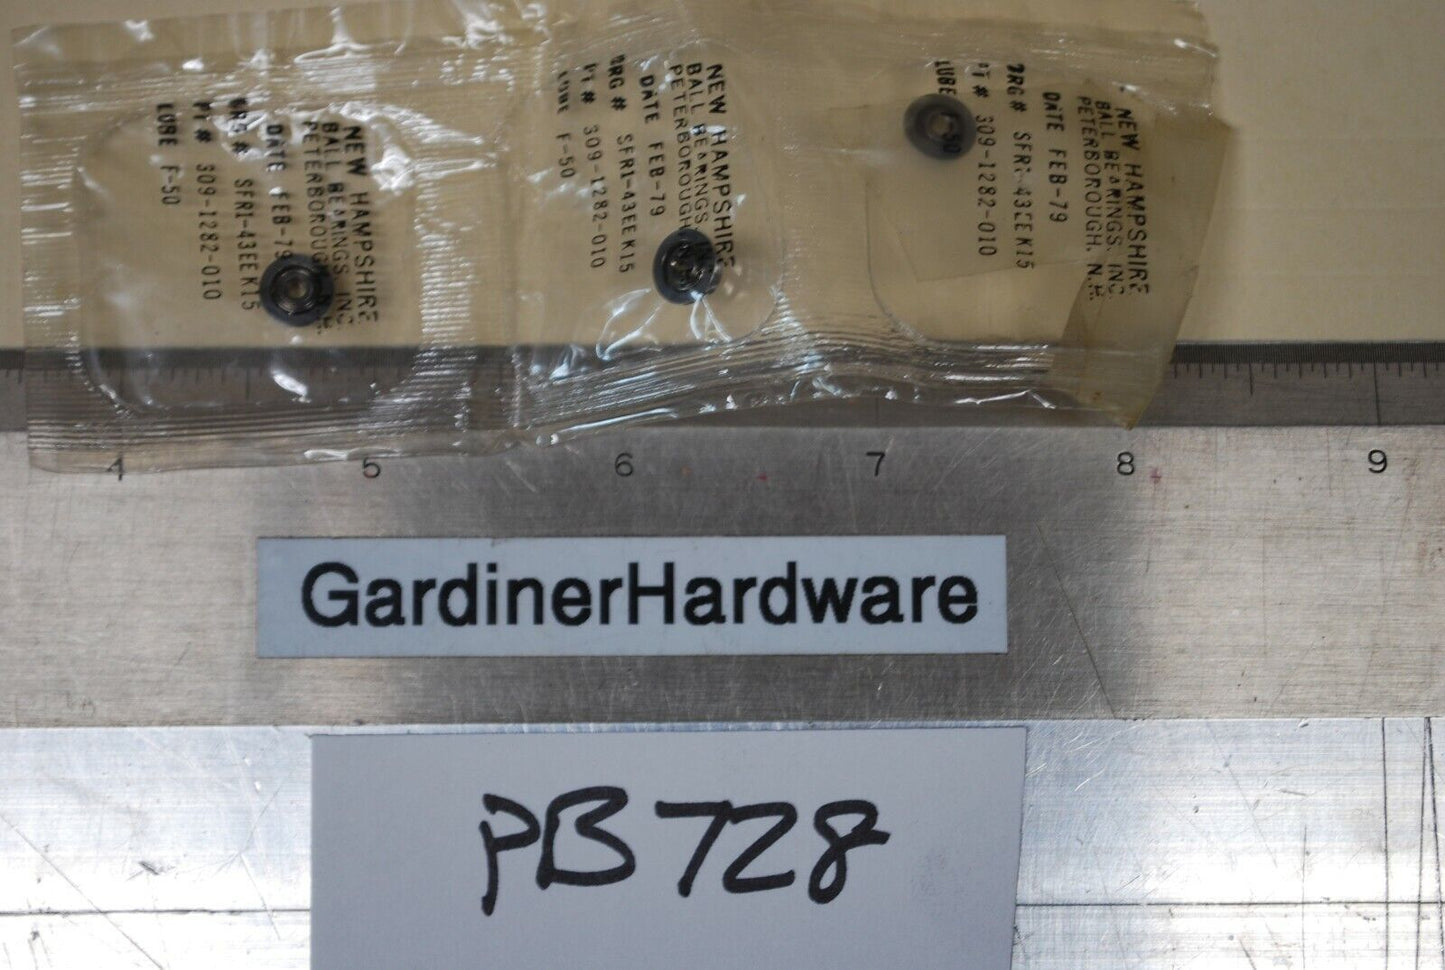 NEW HAMPSHIRE
BALL BEARINGS, INC
PETERBOROUGH, N.H.
DATE FEB-79
BRG # SFR1-43EEK15
PT # 309-1282-010
LUBE F-50
NEW HAMPSHIRE
BALL BEARINGS,
PETERBOROUGH
DATE FEB-79
BRG # SFR1-43EEK15
PT # 309-1282-010
LUBE F-50
NEW HAMPSHIRE
BALL BEARINGS, INC.
PETERBOROUGH, N.H.
DATE FEB-79
BRG # SFR1-43EEK15
PT # 309-1282-010
LUBE 50
4 5 6 7 8 9
GardinerHardware
PB728